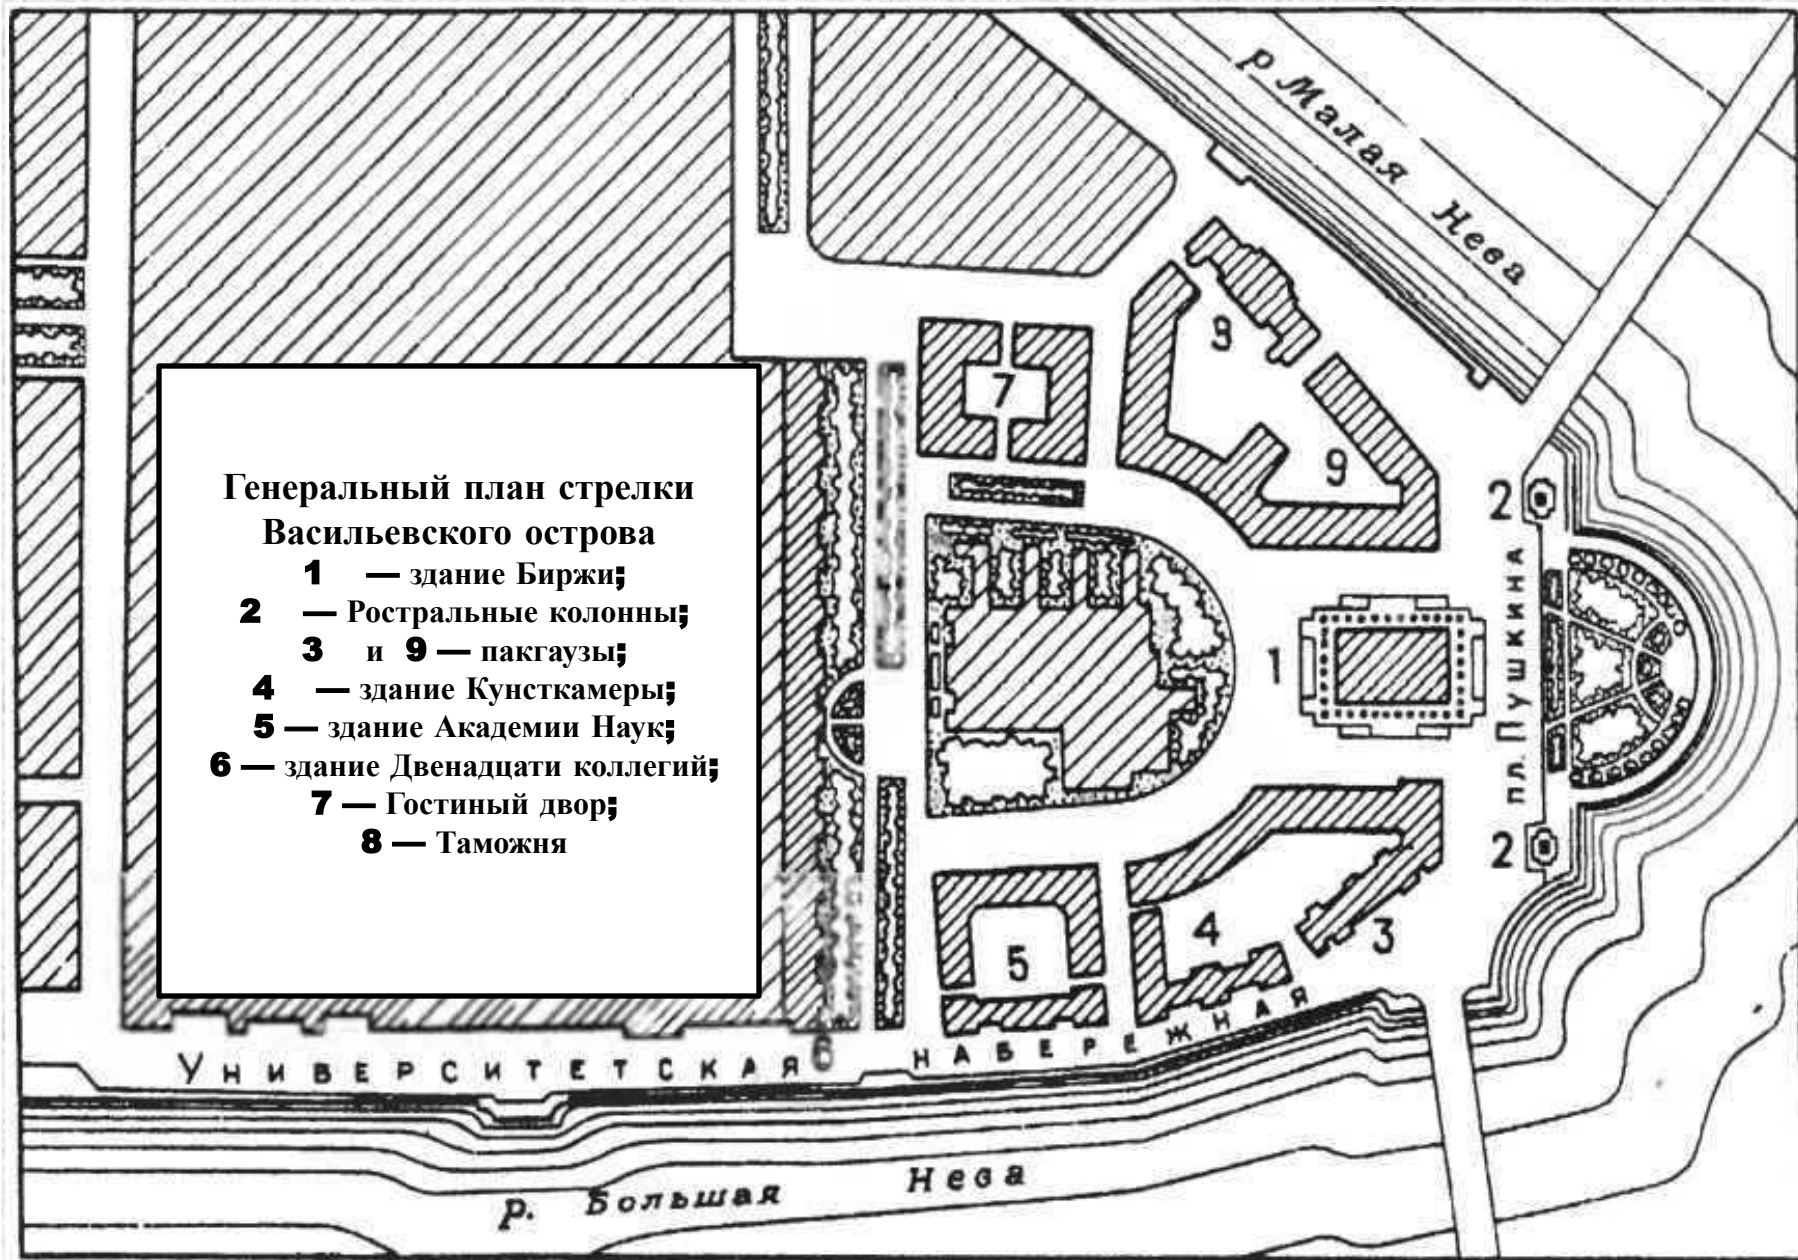 р Малая Нева
9
7
9
2
Генеральный план стрелки
Васильевского острова
1 — здание Биржи;
2 — Ростральные колонны;
3 и 9 — пакгаузы;
4 — здание Кунсткамеры;
5 — здание Академии Наук;
6 — здание Двенадцати коллегий;
7 — Гостиный двор;
8 — Таможня
1
пл. Пушкина
2
4
3
5
6
УНИВЕРСИТЕТСКАЯ НАБЕРЕЖНАЯ
р. Большая Нева